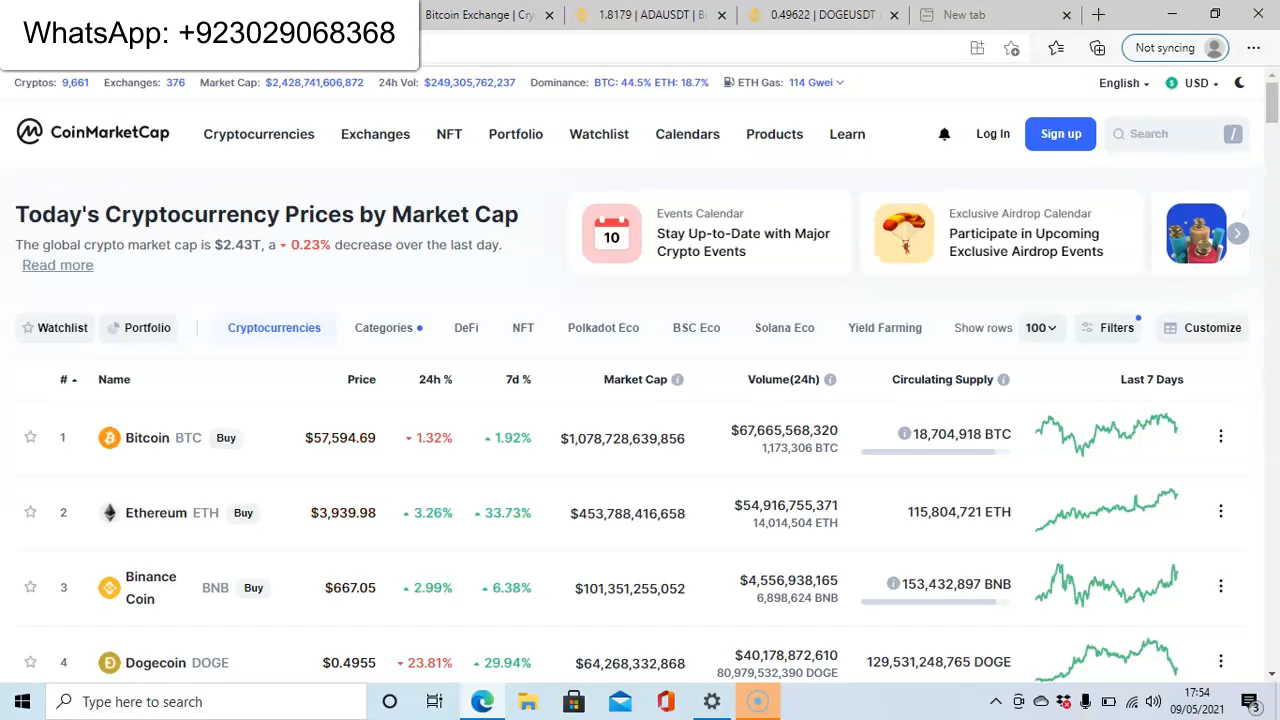 WhatsApp: +923029068368
Bitcoin Exchange | Cry
1.8179 | ADAUSDT | B
0.49622 | DOGEUSDT
New tab
Not syncing
Cryptos: 9,661 Exchanges: 376 Market Cap: $2,428,741,606,872 24h Vol: $249,305,762,237 Dominance: BTC: 44.5% ETH: 18.7% ETH Gas: 114 Gwei English $ USD
CoinMarketCap Cryptocurrencies Exchanges NFT Portfolio Watchlist Calendars Products Learn Log In Sign up Search /
Today's Cryptocurrency Prices by Market Cap
The global crypto market cap is $2.43T, a 0.23% decrease over the last day.
Read more
10
Events Calendar
Stay Up-to-Date with Major
Crypto Events
Exclusive Airdrop Calendar
Participate in Upcoming
Exclusive Airdrop Events
Watchlist Portfolio Cryptocurrencies Categories DeFi NFT Polkadot Eco BSC Eco Solana Eco Yield Farming Show rows 100 Filters Customize
# Name Price 24h % 7d % Market Cap Volume(24h) Circulating Supply Last 7 Days
1 Bitcoin BTC Buy $57,594.69 1.32% 1.92% $1,078,728,639,856 $67,665,568,320 18,704,918 BTC
1,173,306 BTC
2 Ethereum ETH Buy $3,939.98 3.26% 33.73% $453,788,416,658 $54,916,755,371 115,804,721 ETH
14,014,504 ETH
3 Binance Coin BNB Buy $667.05 2.99% 6.38% $101,351,255,052 $4,556,938,165 153,432,897 BNB
6,898,624 BNB
4 Dogecoin DOGE $0.4955 23.81% 29.94% $64,268,332,868 $40,178,872,610 129,531,248,765 DOGE
80,979,532,390 DOGE
Type here to search
17:54
09/05/2021
3